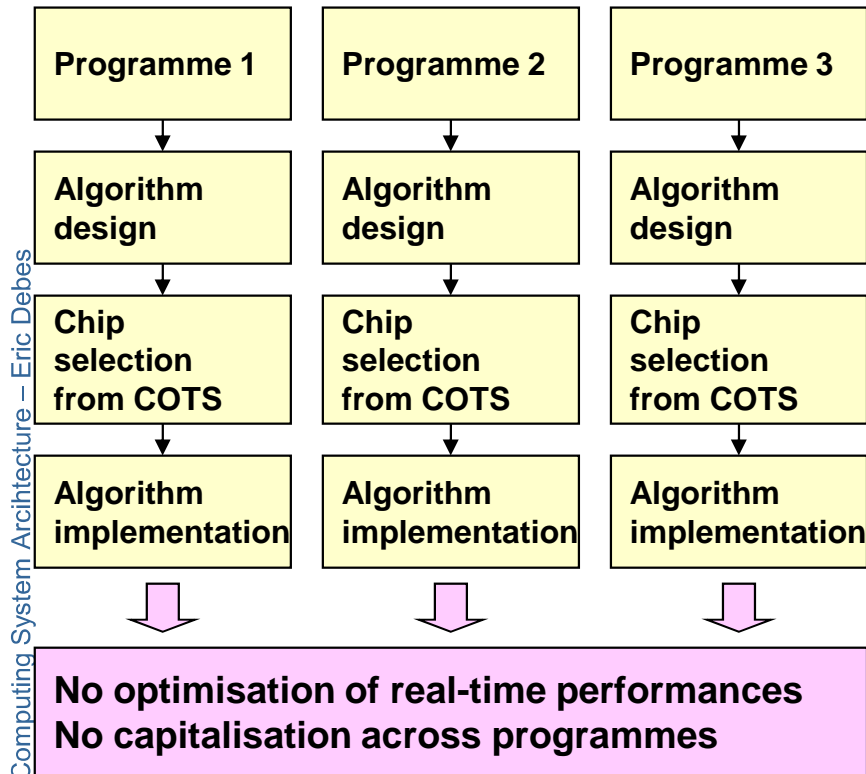 Programme 1
Programme 2
Programme 3
Algorithm
design
Algorithm
design
Algorithm
design
Chip
selection
from COTS
Chip
selection
from COTS
Chip
selection
from COTS
Algorithm
implementation
Algorithm
implementation
Algorithm
implementation
No optimisation of real-time performances
No capitalisation across programmes
Computing System Arcihtecture – Eric Debes